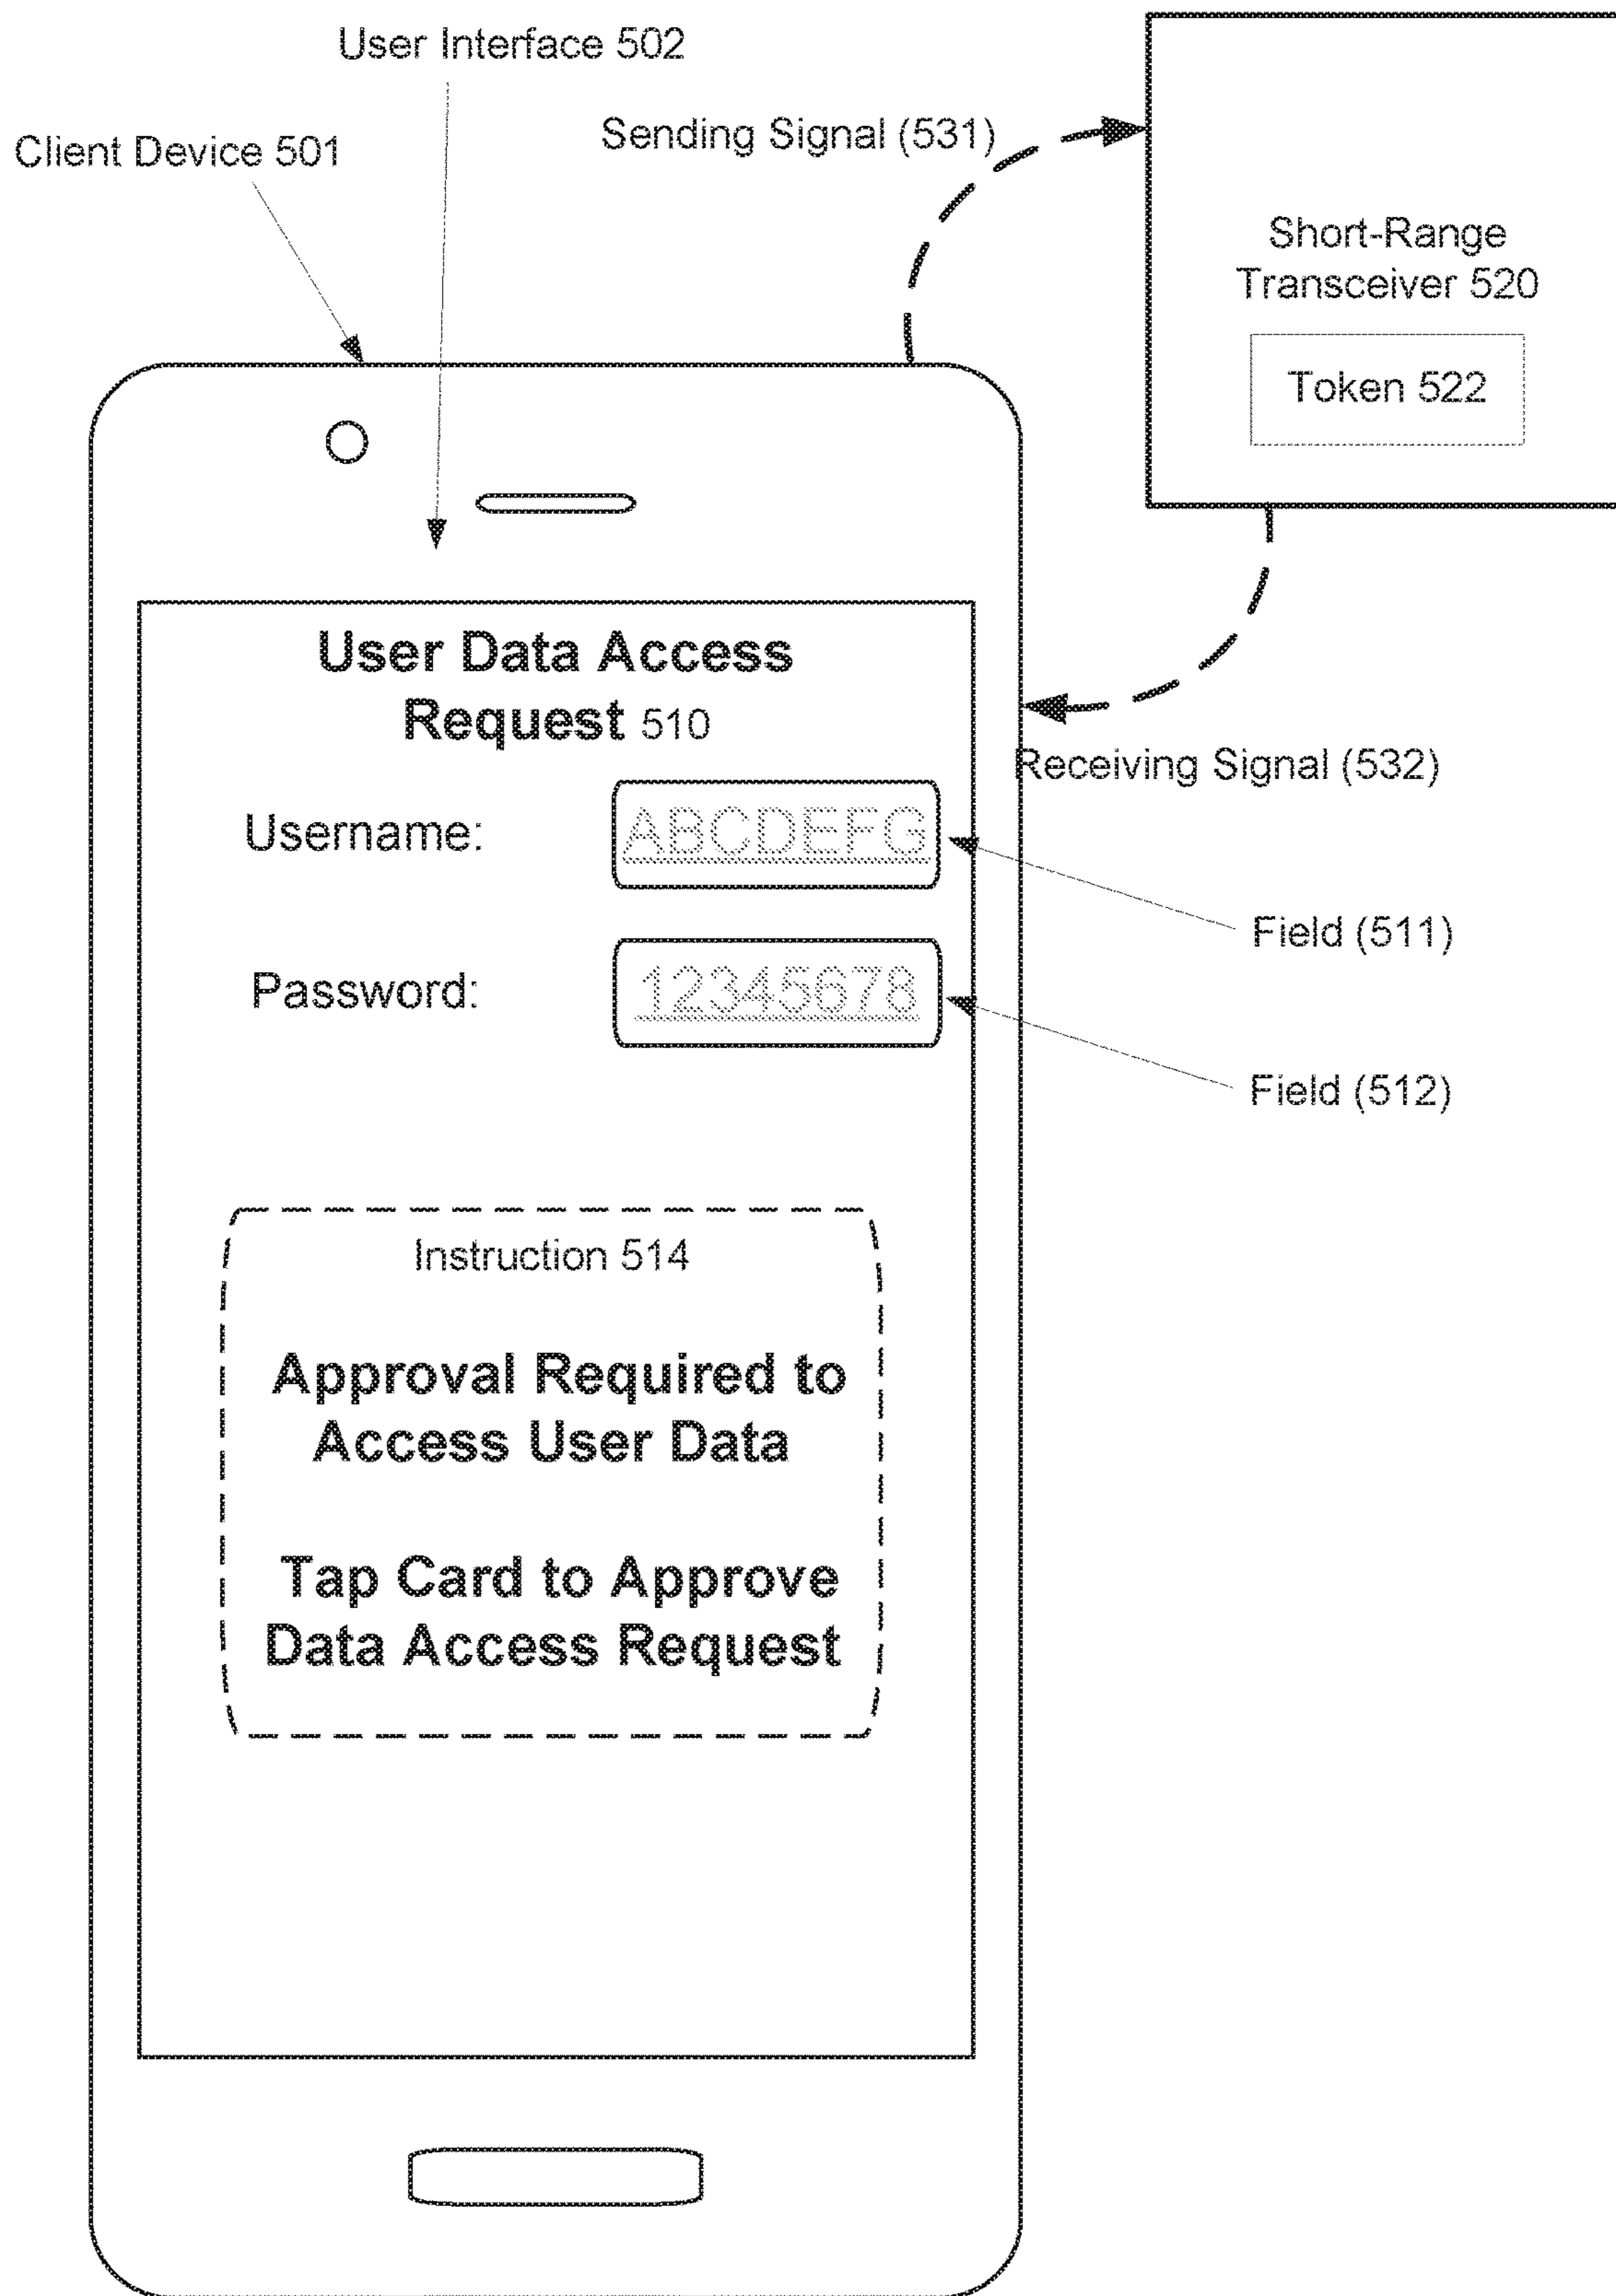 User Interface 502
Client Device 501
Sending Signal (531)
Short-Range
Transceiver 520
Token 522
User Data Access
Request 510
Receiving Signal (532)
Username:
ABCDEFG
Field (511)
Password:
12345678
Field (512)
Instruction 514
Approval Required to
Access User Data
Tap Card to Approve
Data Access Request